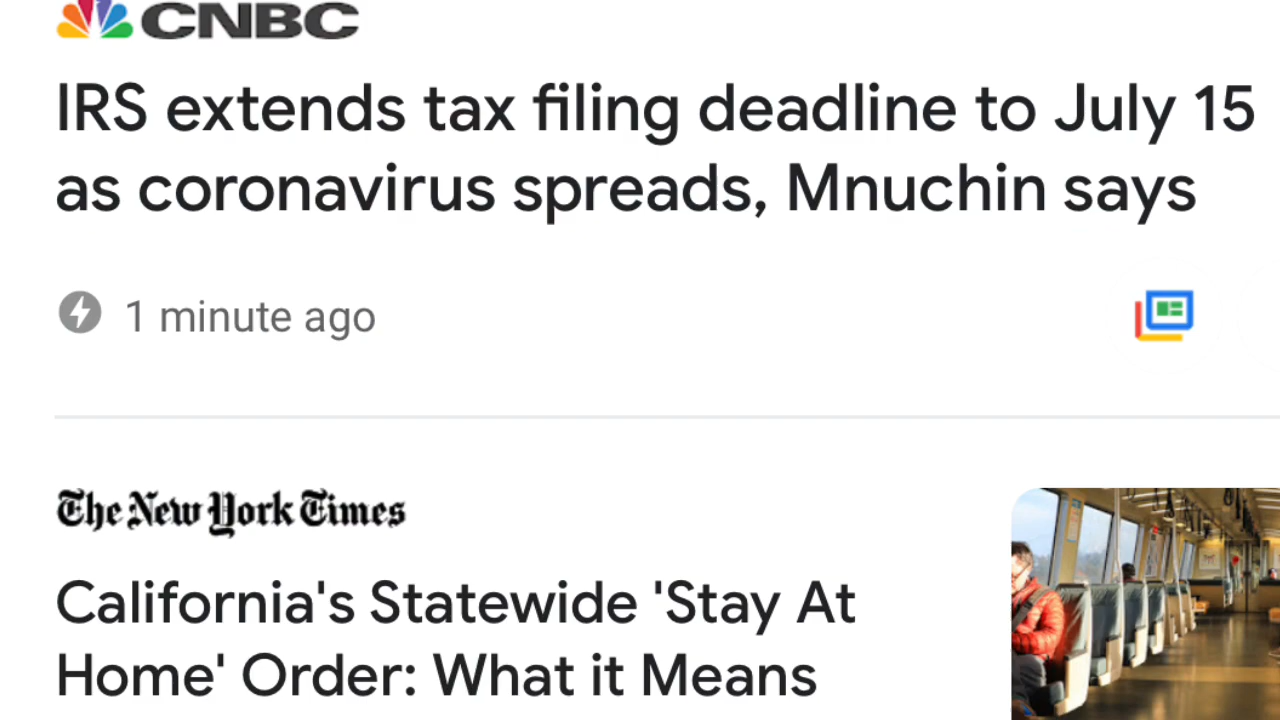 CNBC
IRS extends tax filing deadline to July 15
as coronavirus spreads, Mnuchin says
1 minute ago
The New York Times
California's Statewide 'Stay At
Home' Order: What it Means